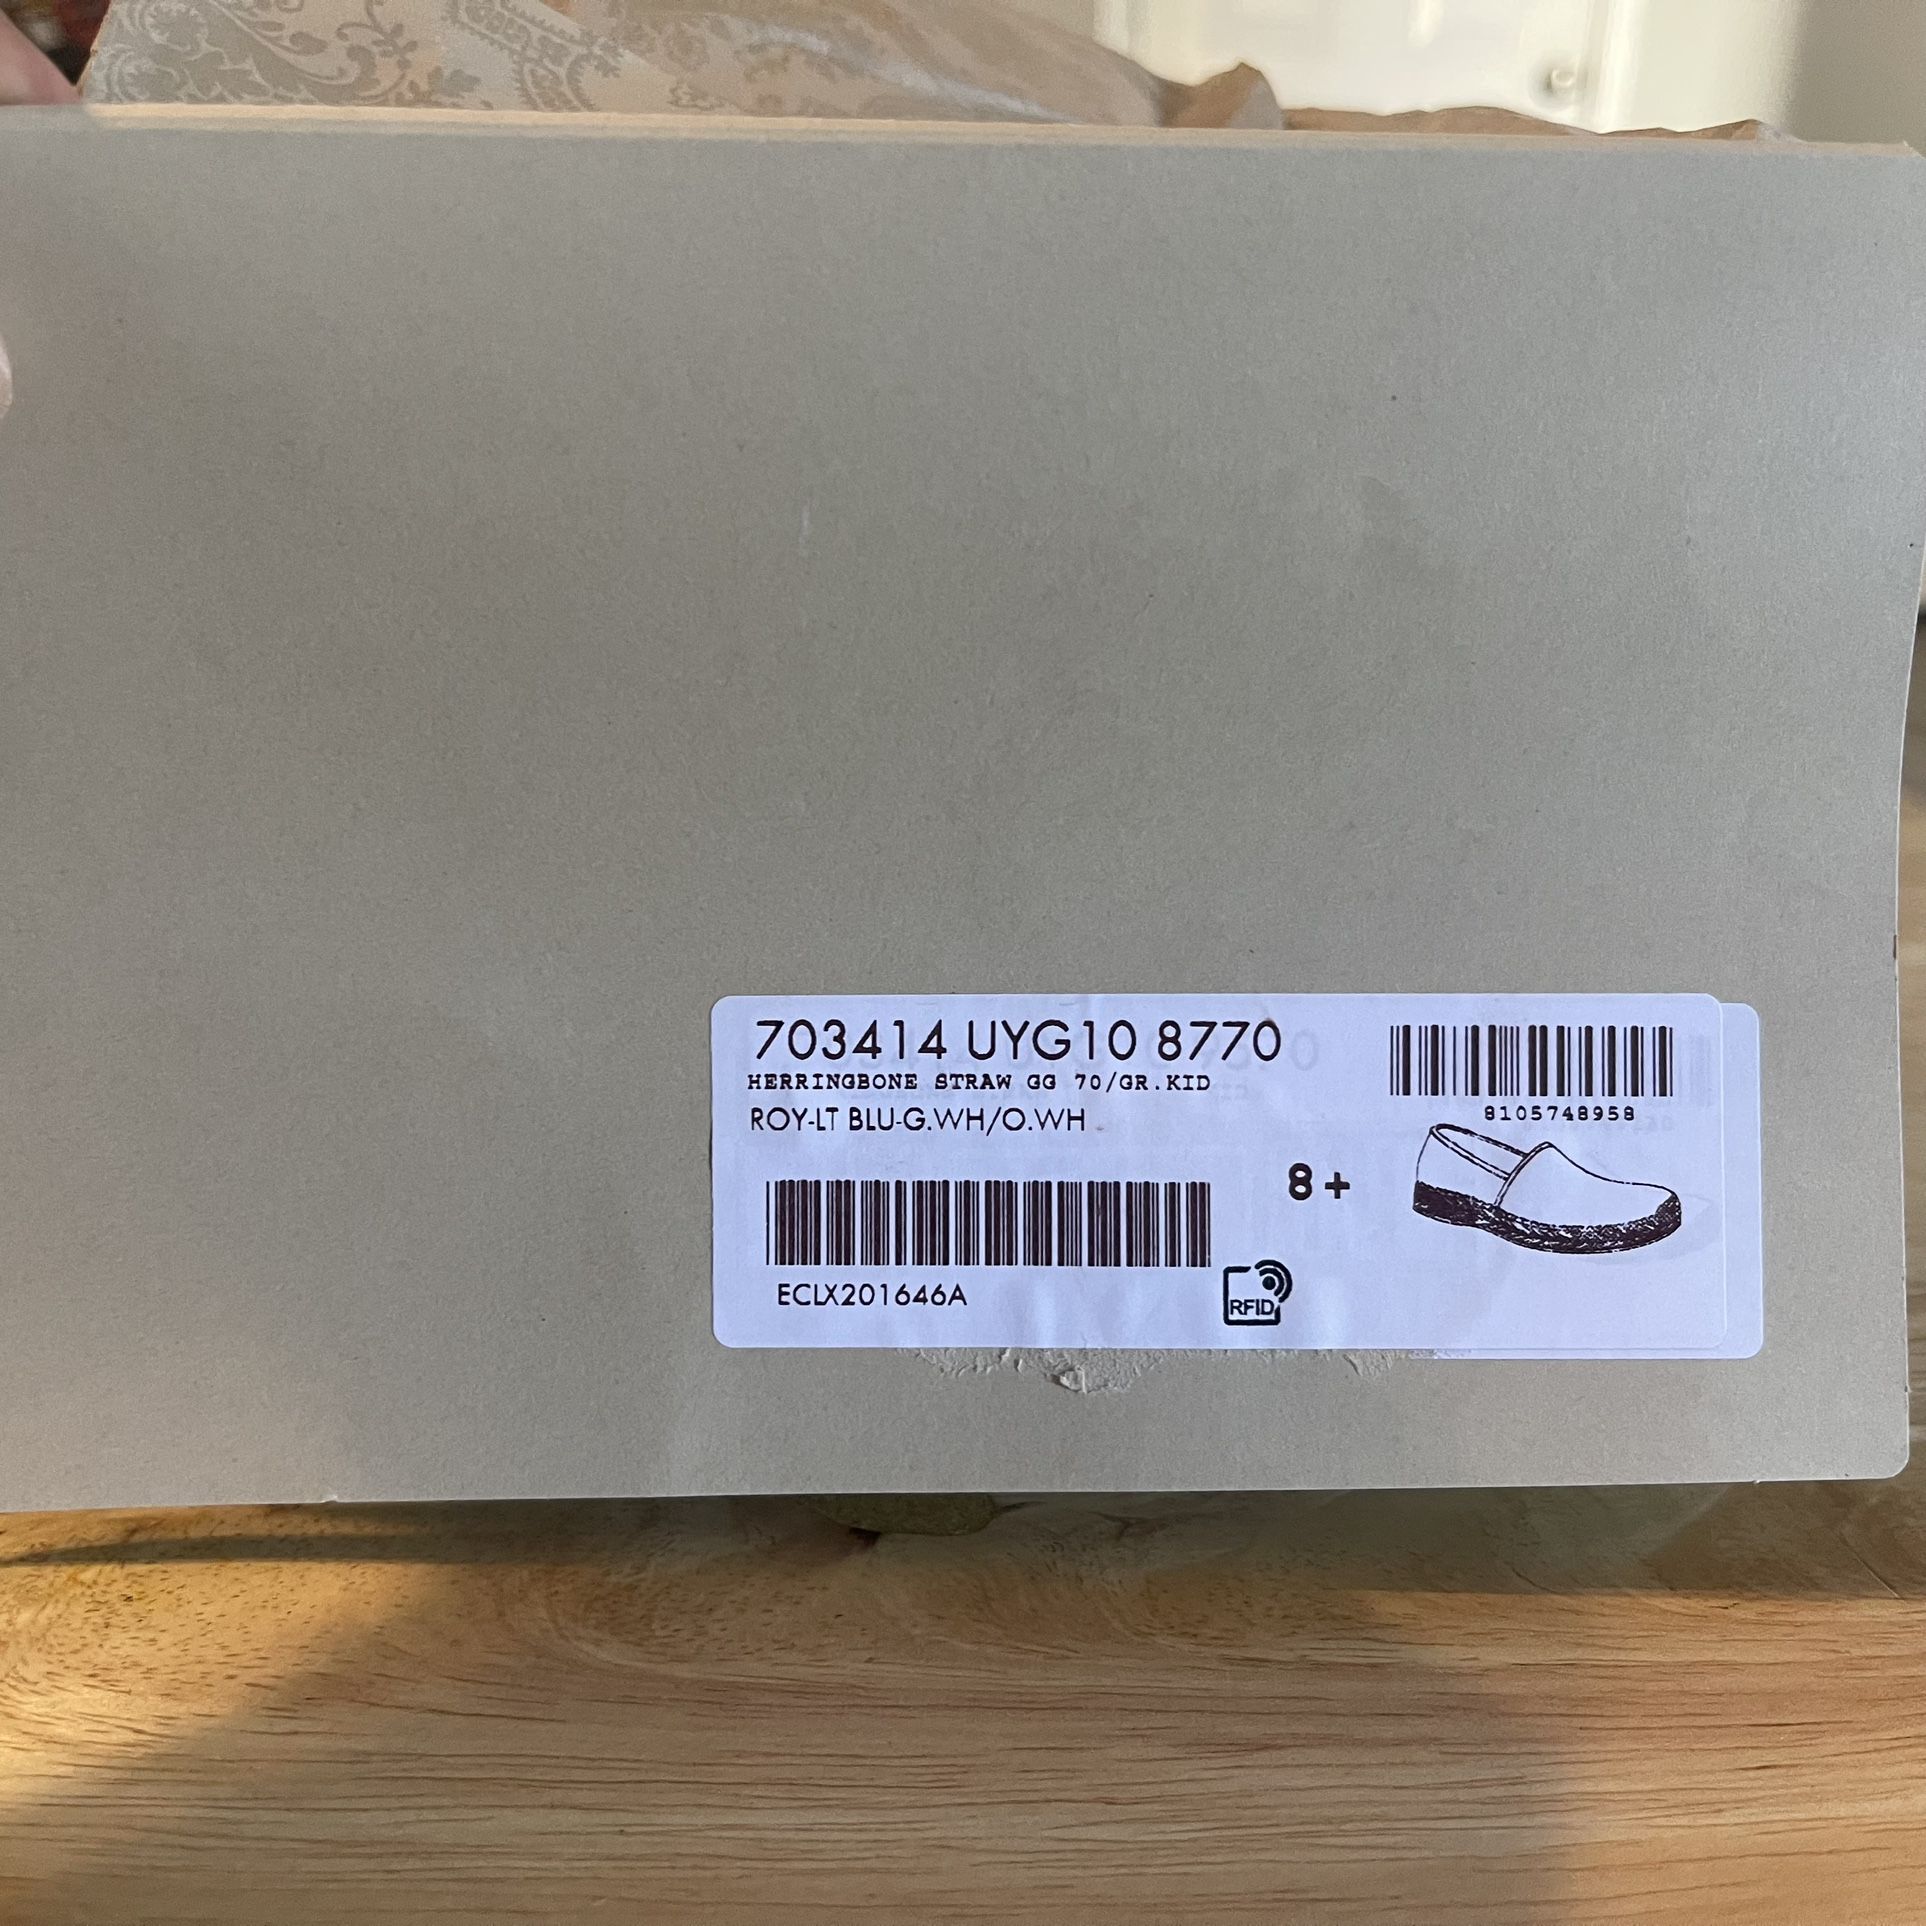 703414 UYG10 8770
HERRINGBONE STRAW GG 70/GR.KID
ROY-LT BLU-G.WH/O.WH
8105748958
8+
ECLX201646A
RFID